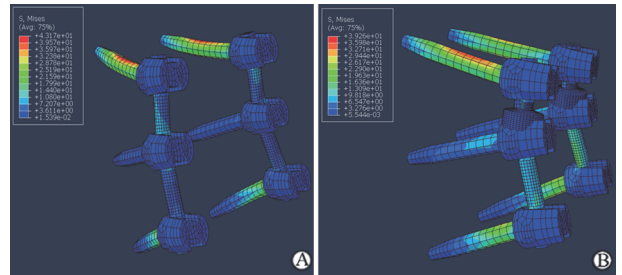 S, Mises
(Avg: 75%)
+4.317e+01
+3.957e+01
+3.597e+01
+3.238e+01
+2.878e+01
+2.519e+01
+2.159e+01
+1.799e+01
+1.440e+01
+1.080e+01
+7.207e+00
+3.611e+00
+1.539e-02
A
S, Mises
(Avg: 75%)
+3.926e+01
+3.598e+01
+3.271e+01
+2.944e+01
+2.617e+01
+2.290e+01
+1.963e+01
+1.636e+01
+1.309e+01
+9.818e+00
+6.547e+00
+3.276e+00
+5.544e-03
B